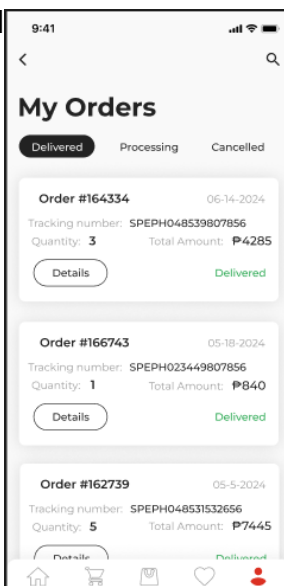 9:41
My Orders
Delivered Processing Cancelled
Order #164334 06-14-2024
Tracking number: SPEPH048539807856
Quantity: 3 Total Amount: ₱4285
Details Delivered
Order #166743 05-18-2024
Tracking number: SPEPH023449807856
Quantity: 1 Total Amount: ₱840
Details Delivered
Order #162739 05-5-2024
Tracking number: SPEPH048531532656
Quantity: 5 Total Amount: ₱7445
Details Delivered